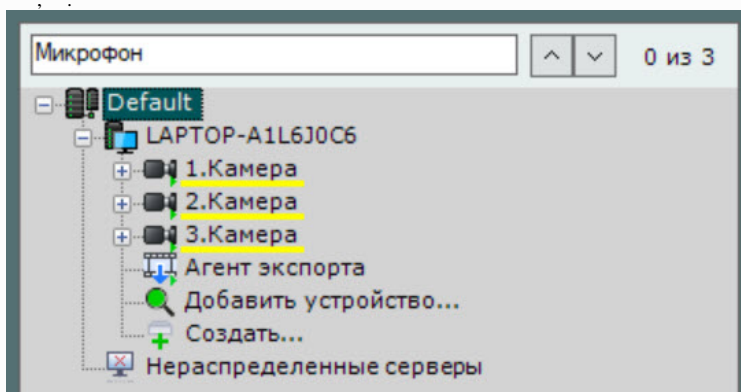 Микрофон
0 из 3
Default
LAPTOP-A1L6J0C6
1.Камера
2.Камера
3.Камера
Агент экспорта
Добавить устройство...
Создать...
Нераспределенные серверы